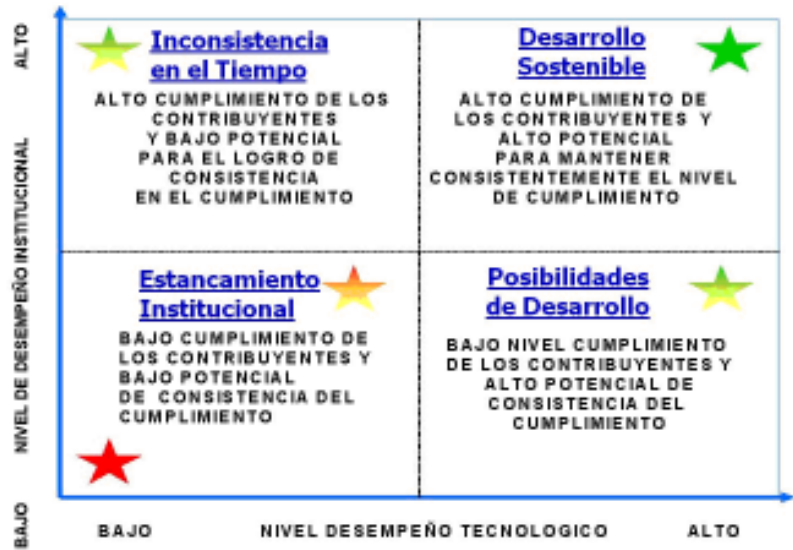 ALTO
NIVEL DE DESEMPEÑO INSTITUCIONAL
BAJO
Inconsistencia
en el Tiempo
ALTO CUMPLIMIENTO DE LOS
CONTRIBUYENTES
Y BAJO POTENCIAL
PARA EL LOGRO DE
CONSISTENCIA
EN EL CUMPLIMIENTO
Desarrollo
Sostenible
ALTO CUMPLIMIENTO DE
LOS CONTRIBUYENTES Y
ALTO POTENCIAL
PARA MANTENER
CONSISTENTEMENTE EL NIVEL
DE CUMPLIMIENTO
Estancamiento
Institucional
BAJO CUMPLIMIENTO DE
LOS CONTRIBUYENTES Y
BAJO POTENCIAL
DE CONSISTENCIA DEL
CUMPLIMIENTO
Posibilidades
de Desarrollo
BAJO NIVEL CUMPLIMIENTO
DE LOS CONTRIBUYENTES Y
ALTO POTENCIAL DE
CONSISTENCIA DEL
CUMPLIMIENTO
BAJO NIVEL DESEMPEÑO TECNOLOGICO ALTO